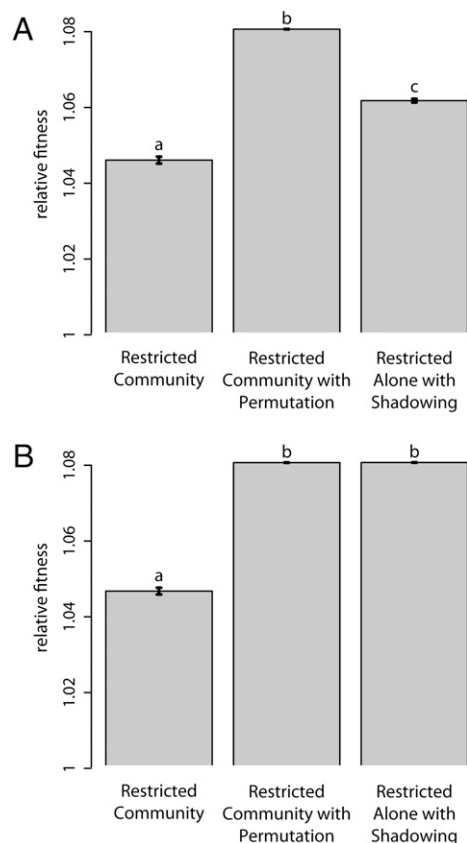 A
relative fitness
1.08
1.06
1.04
1.02
1
a
b
c
Restricted
Community
Restricted
Community with
Permutation
Restricted
Alone with
Shadowing
B
relative fitness
1.08
1.06
1.04
1.02
1
a
b
b
Restricted
Community
Restricted
Community with
Permutation
Restricted
Alone with
Shadowing